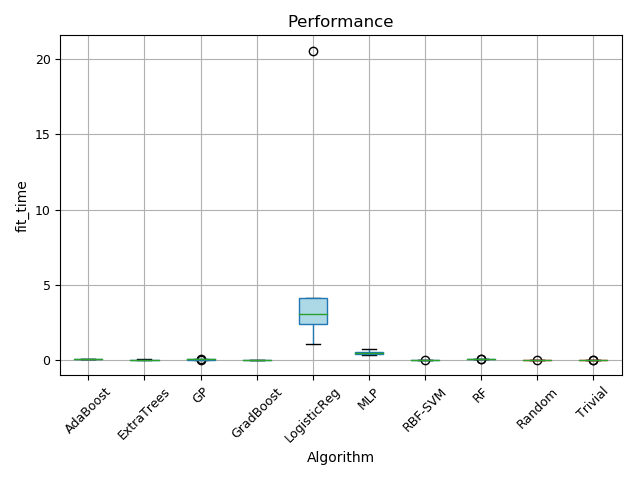 Performance
fit_time
20
15
10
5
0
AdaBoost
ExtraTrees
GP
GradBoost
LogisticReg
MLP
RBF-SVM
RF
Random
Trivial
Algorithm